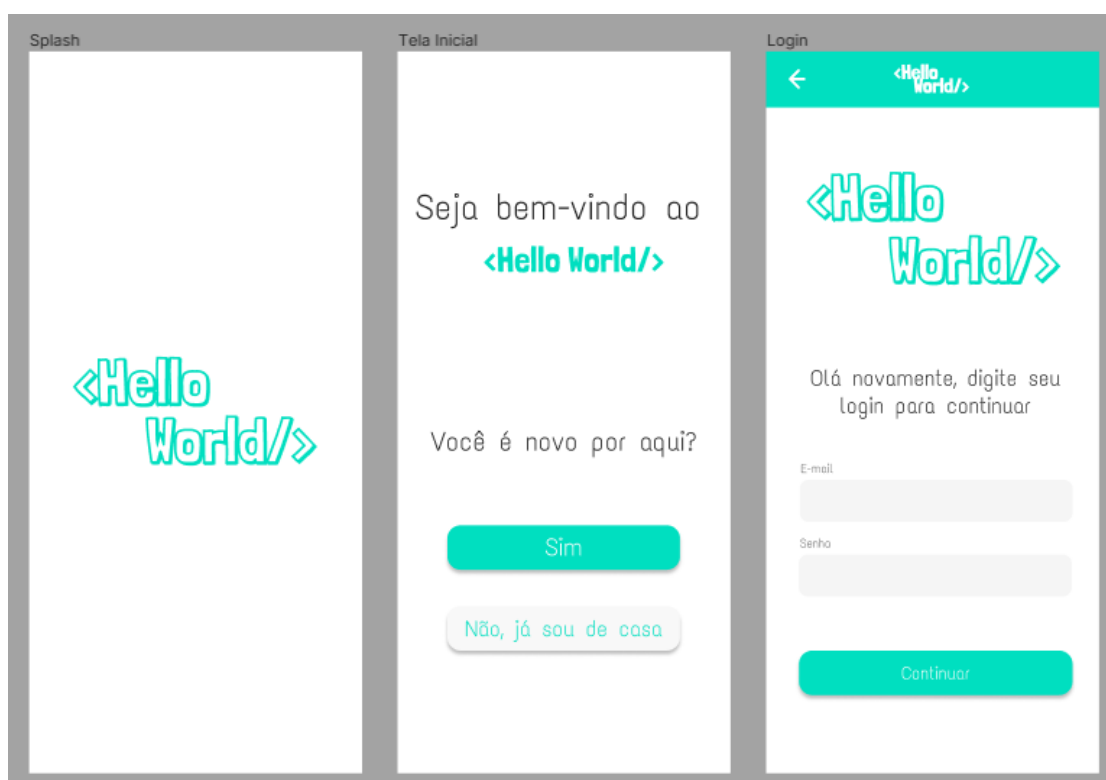 Splash
<Hello
World/>
Tela Inicial
Seja bem-vindo ao
<Hello World/>
Você é novo por aqui?
Sim
Não, já sou de casa
Login
<Hello
World/>
<Hello
World/>
Olá novamente, digite seu
login para continuar
E-mail
Senha
Continuar